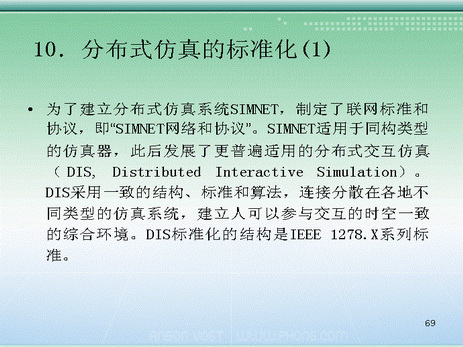 10．分布式仿真的标准化(1)
• 为了建立分布式仿真系统SIMNET，制定了联网标准和
协议，即“SIMNET网络和协议”。SIMNET适用于同构类型
的仿真器，此后发展了更普遍适用的分布式交互仿真
（DIS, Distributed Interactive Simulation）。
DIS采用一致的结构、标准和算法，连接分散在各地不
同类型的仿真系统，建立人可以参与交互的时空一致
的综合环境。DIS标准化的结构是IEEE 1278.X系列标
准。
69